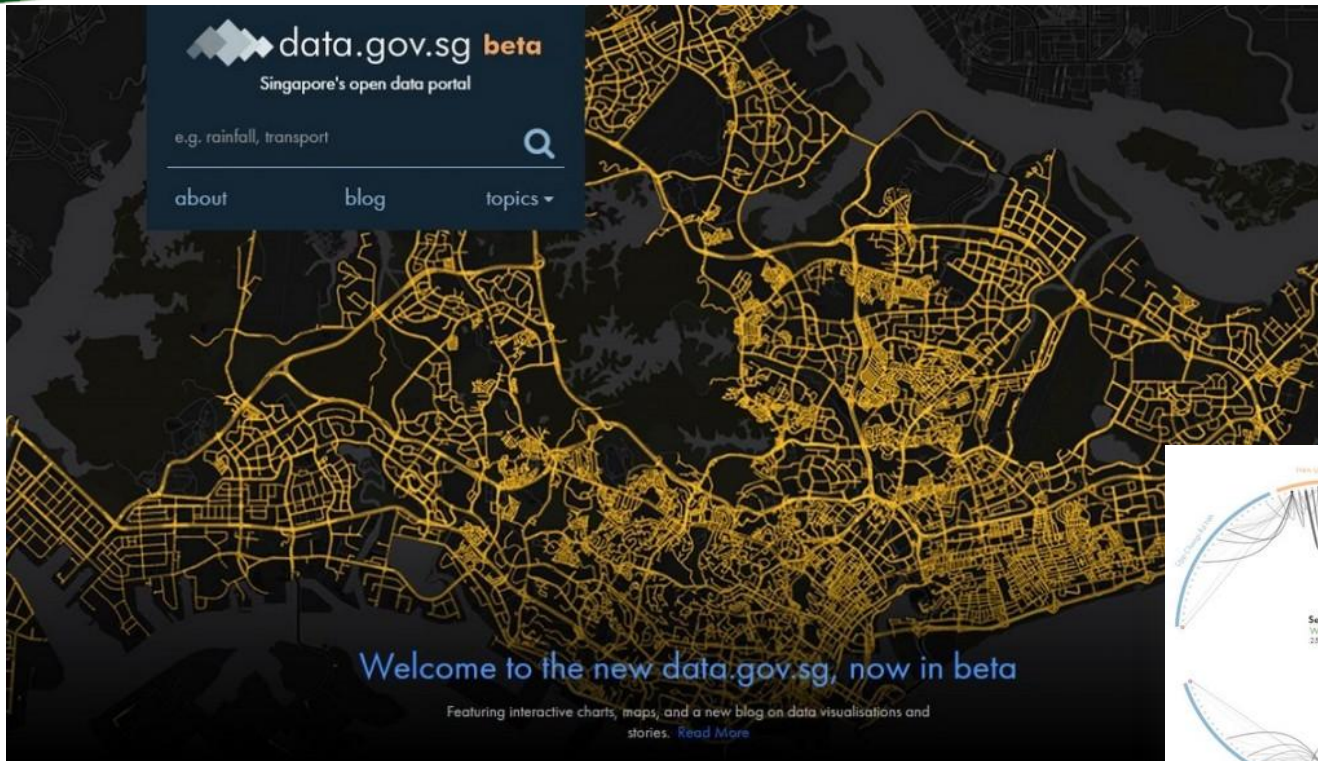 data.gov.sg beta
Singapore's open data portal
e.g. rainfall, transport
about blog topics
Welcome to the new data.gov.sg, now in beta
Featuring interactive charts, maps, and a new blog on data visualisations and
stories. Read More